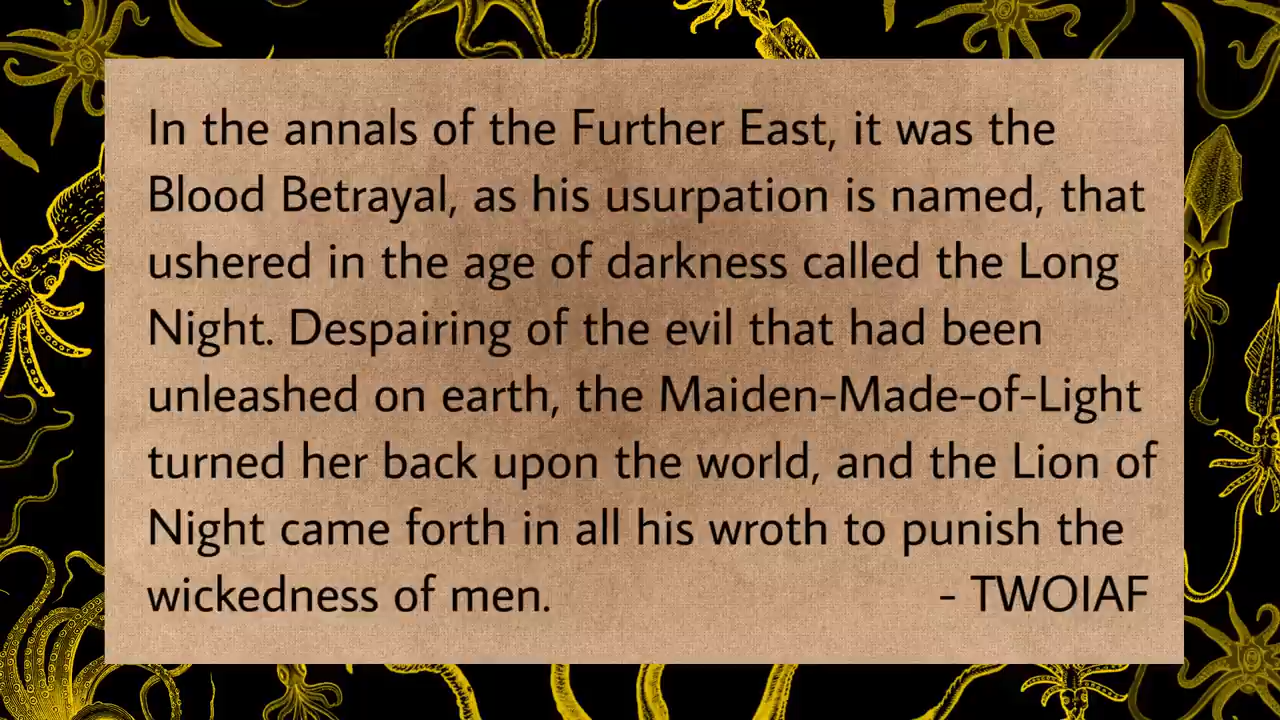 In the annals of the Further East, it was the
Blood Betrayal, as his usurpation is named, that
ushered in the age of darkness called the Long
Night. Despairing of the evil that had been
unleashed on earth, the Maiden-Made-of-Light
turned her back upon the world, and the Lion of
Night came forth in all his wroth to punish the
wickedness of men. - TWOIAF